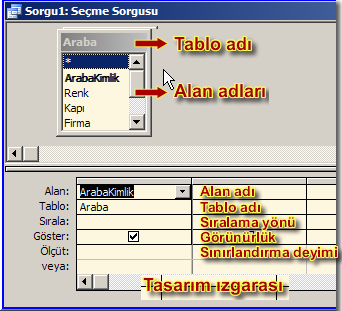 Sorgu1: Seçme Sorgusu
Araba
Tablo adı
*
ArabaKimlik
Renk
Alan adları
Kapı
Firma
Alan: ArabaKimlik Alan adı
Tablo: Araba Tablo adı
Sırala: Sıralama yönü
Göster: Görünürlük
Ölçüt: Sınırlandırma deyimi
veya:
Tasarım ızgarası